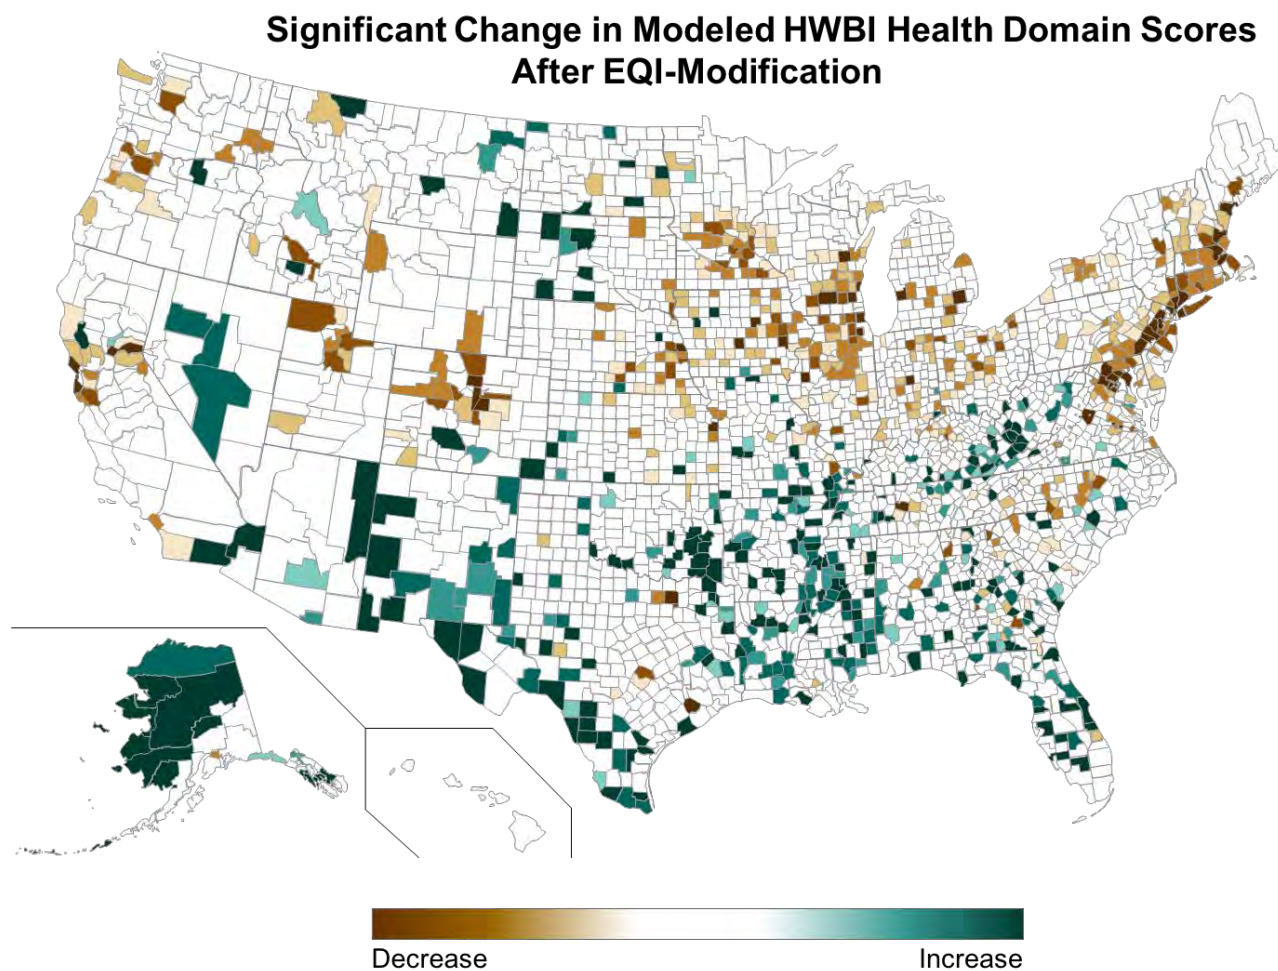 Significant Change in Modeled HWBI Health Domain Scores
After EQI-Modification
Decrease
Increase